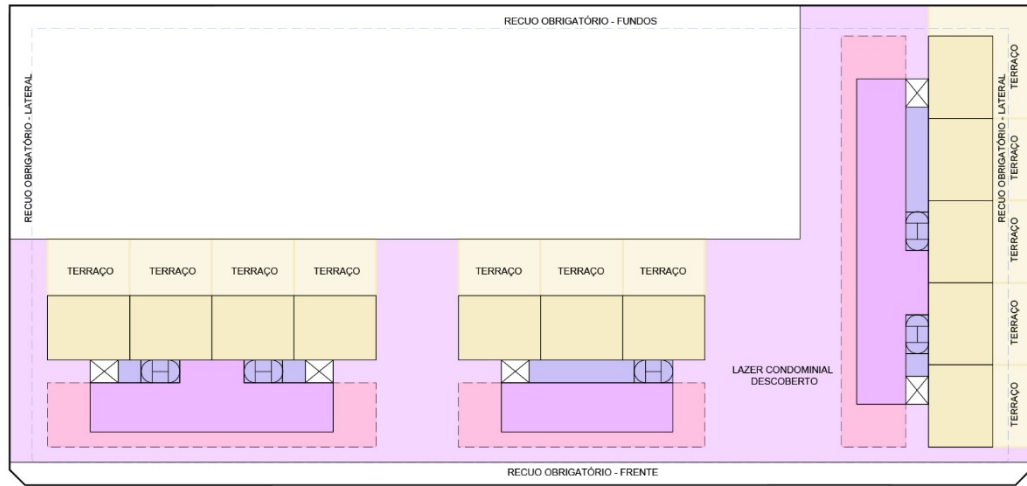 RECUO OBRIGATÓRIO - FUNDOS
RECUO OBRIGATÓRIO - LATERAL
RECUO OBRIGATÓRIO - LATERAL
TERRAÇO
TERRAÇO
TERRAÇO
TERRAÇO
TERRAÇO
TERRAÇO
TERRAÇO
TERRAÇO
TERRAÇO
TERRAÇO
TERRAÇO
TERRAÇO
LAZER CONDOMINIAL
DESCOBERTO
RECUO OBRIGATÓRIO - FRENTE